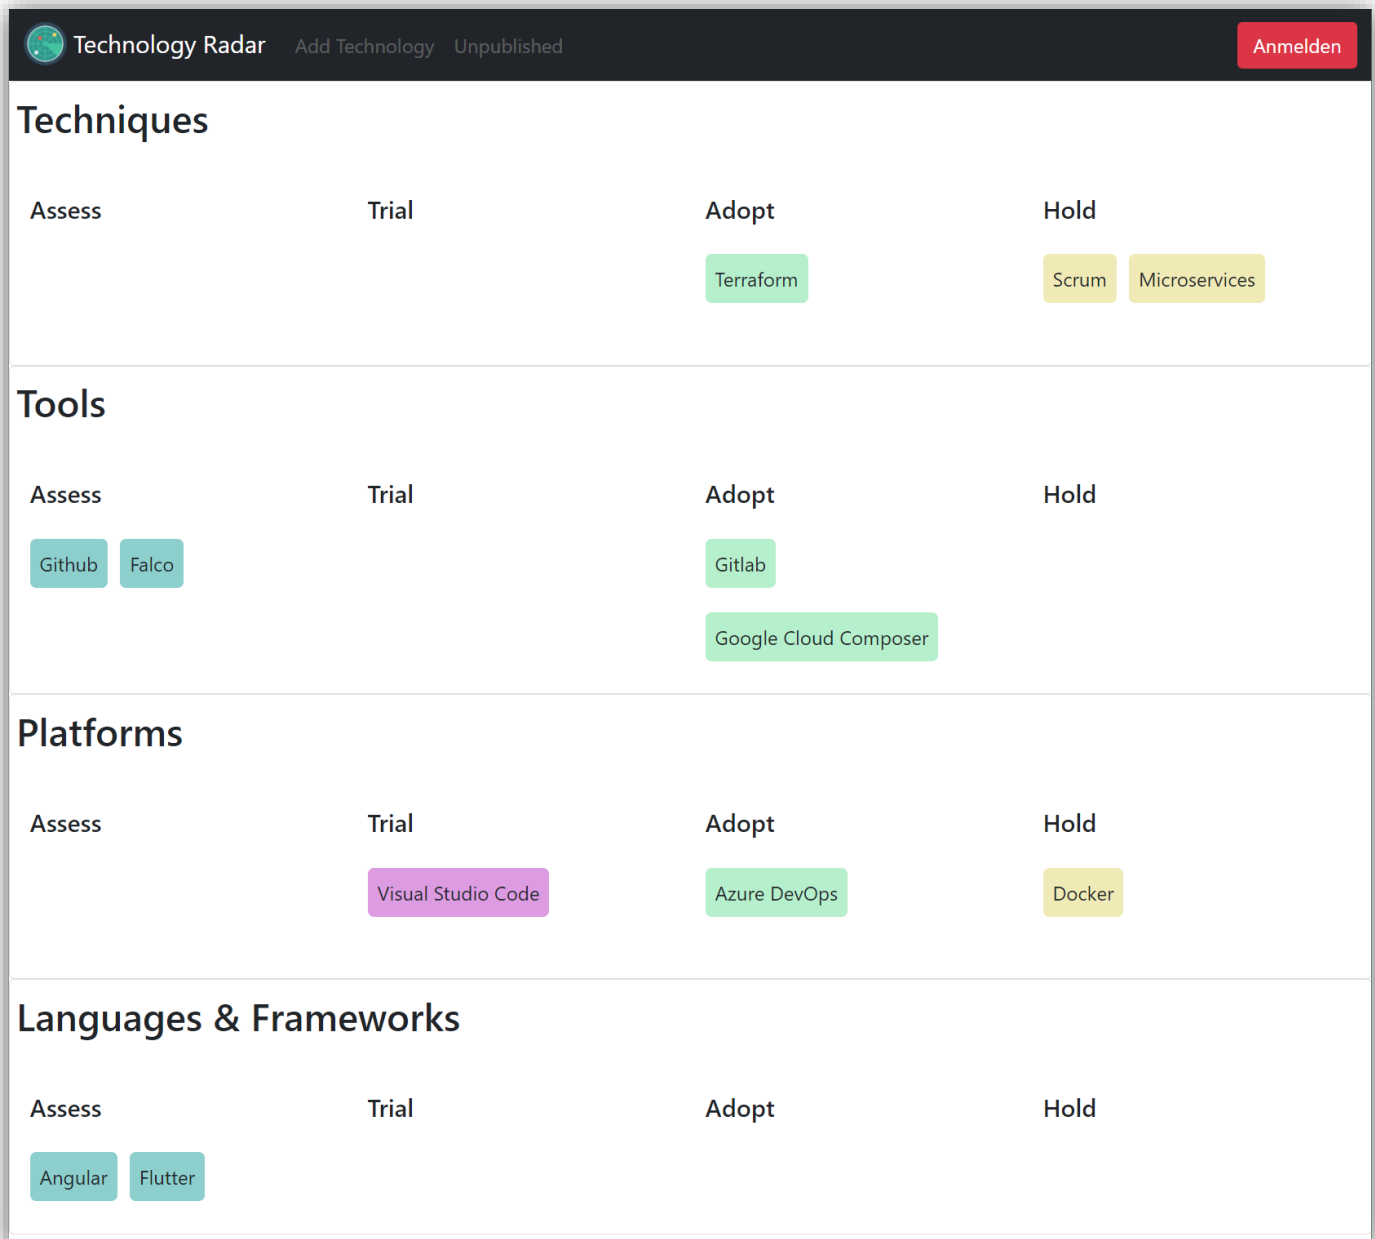 Technology Radar Add Technology Unpublished Anmelden
Techniques
Assess Trial Adopt Hold
Terraform Scrum Microservices
Tools
Assess Trial Adopt Hold
Github Falco Gitlab
Google Cloud Composer
Platforms
Assess Trial Adopt Hold
Visual Studio Code Azure DevOps Docker
Languages & Frameworks
Assess Trial Adopt Hold
Angular Flutter